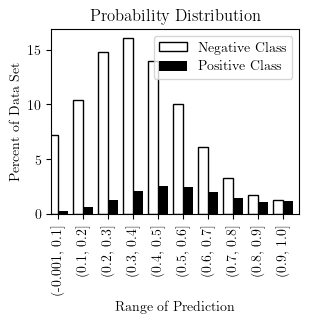 Probability Distribution
Percent of Data Set
15
10
5
0
Negative Class
Positive Class
(-0.001, 0.1]
(0.1, 0.2]
(0.2, 0.3]
(0.3, 0.4]
(0.4, 0.5]
(0.5, 0.6]
(0.6, 0.7]
(0.7, 0.8]
(0.8, 0.9]
(0.9, 1.0]
Range of Prediction